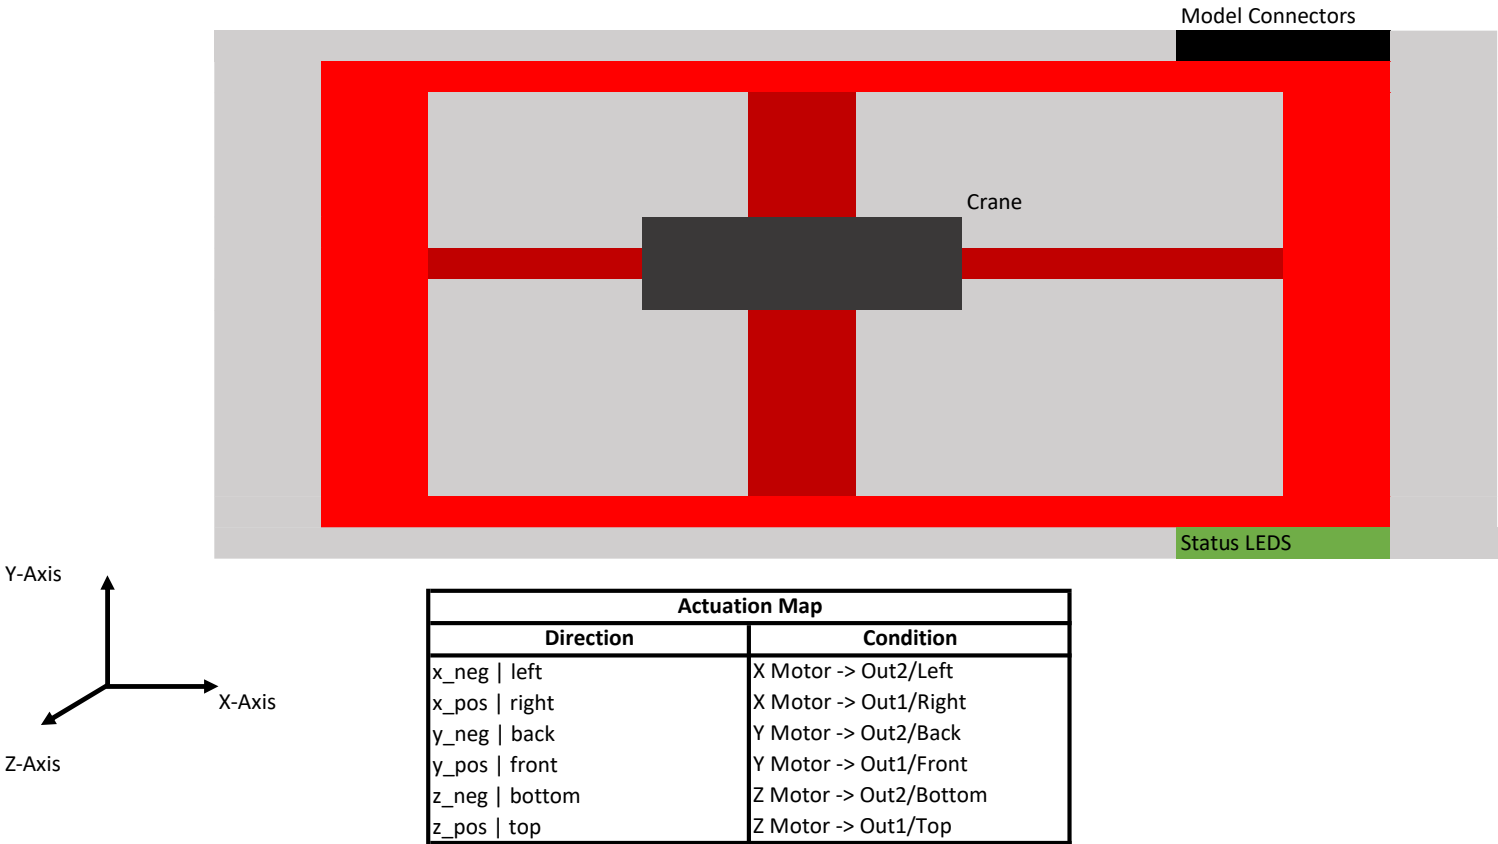 Model Connectors
Crane
Status LEDS
Y-Axis
X-Axis
Z-Axis
Actuation Map
Direction Condition
x_neg | left X Motor -> Out2/Left
x_pos | right X Motor -> Out1/Right
y_neg | back Y Motor -> Out2/Back
y_pos | front Y Motor -> Out1/Front
z_neg | bottom Z Motor -> Out2/Bottom
z_pos | top Z Motor -> Out1/Top